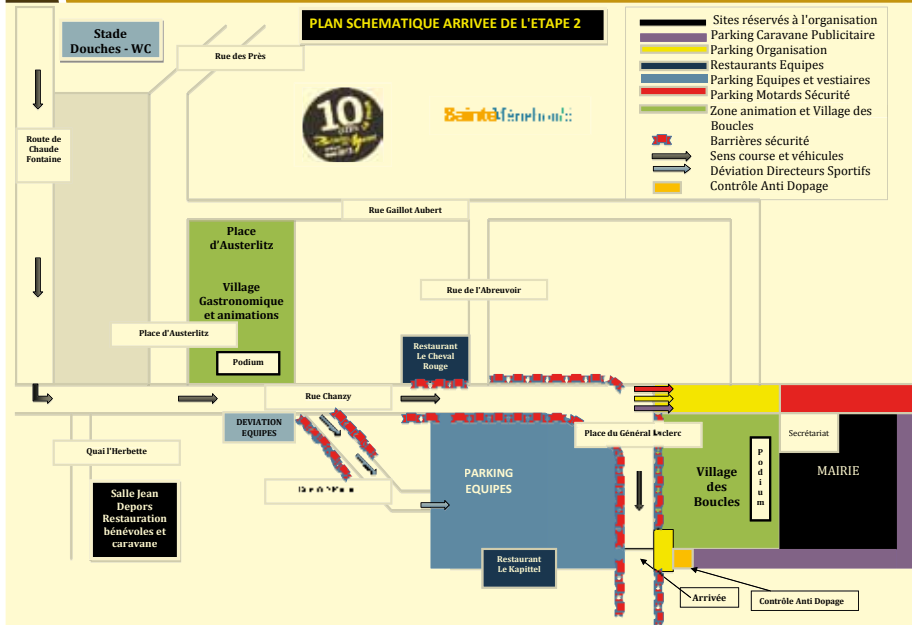 PLAN SCHEMATIQUE ARRIVEE DE L'ETAPE 2
Stade
Douches - WC
Rue des Près
Route de
Chaude
Fontaine
10
Sainte
Sites réservés à l'organisation
Parking Caravane Publicitaire
Parking Organisation
Restaurants Equipes
Parking Equipes et vestiaires
Parking Motards Sécurité
Zone animation et Village des
Boucles
Barrières sécurité
Sens course et véhicules
Déviation Directeurs Sportifs
Contrôle Anti Dopage
Rue Gaillot Aubert
Place
d'Austerlitz
Village
Gastronomique
et animations
Rue de l'Abreuvoir
Place d'Austerlitz
Podium
Restaurant
Le Cheval
Rouge
Rue Chanzy
DEVIATION
EQUIPES
Place du Général Leclerc
Secrétariat
Quai l'Herbette
PARKING
EQUIPES
Village
des
Boucles
Podium
MAIRIE
Salle Jean
Depors
Restauration
bénévoles et
caravane
Restaurant
Le Kapittel
Arrivée
Contrôle Anti Dopage